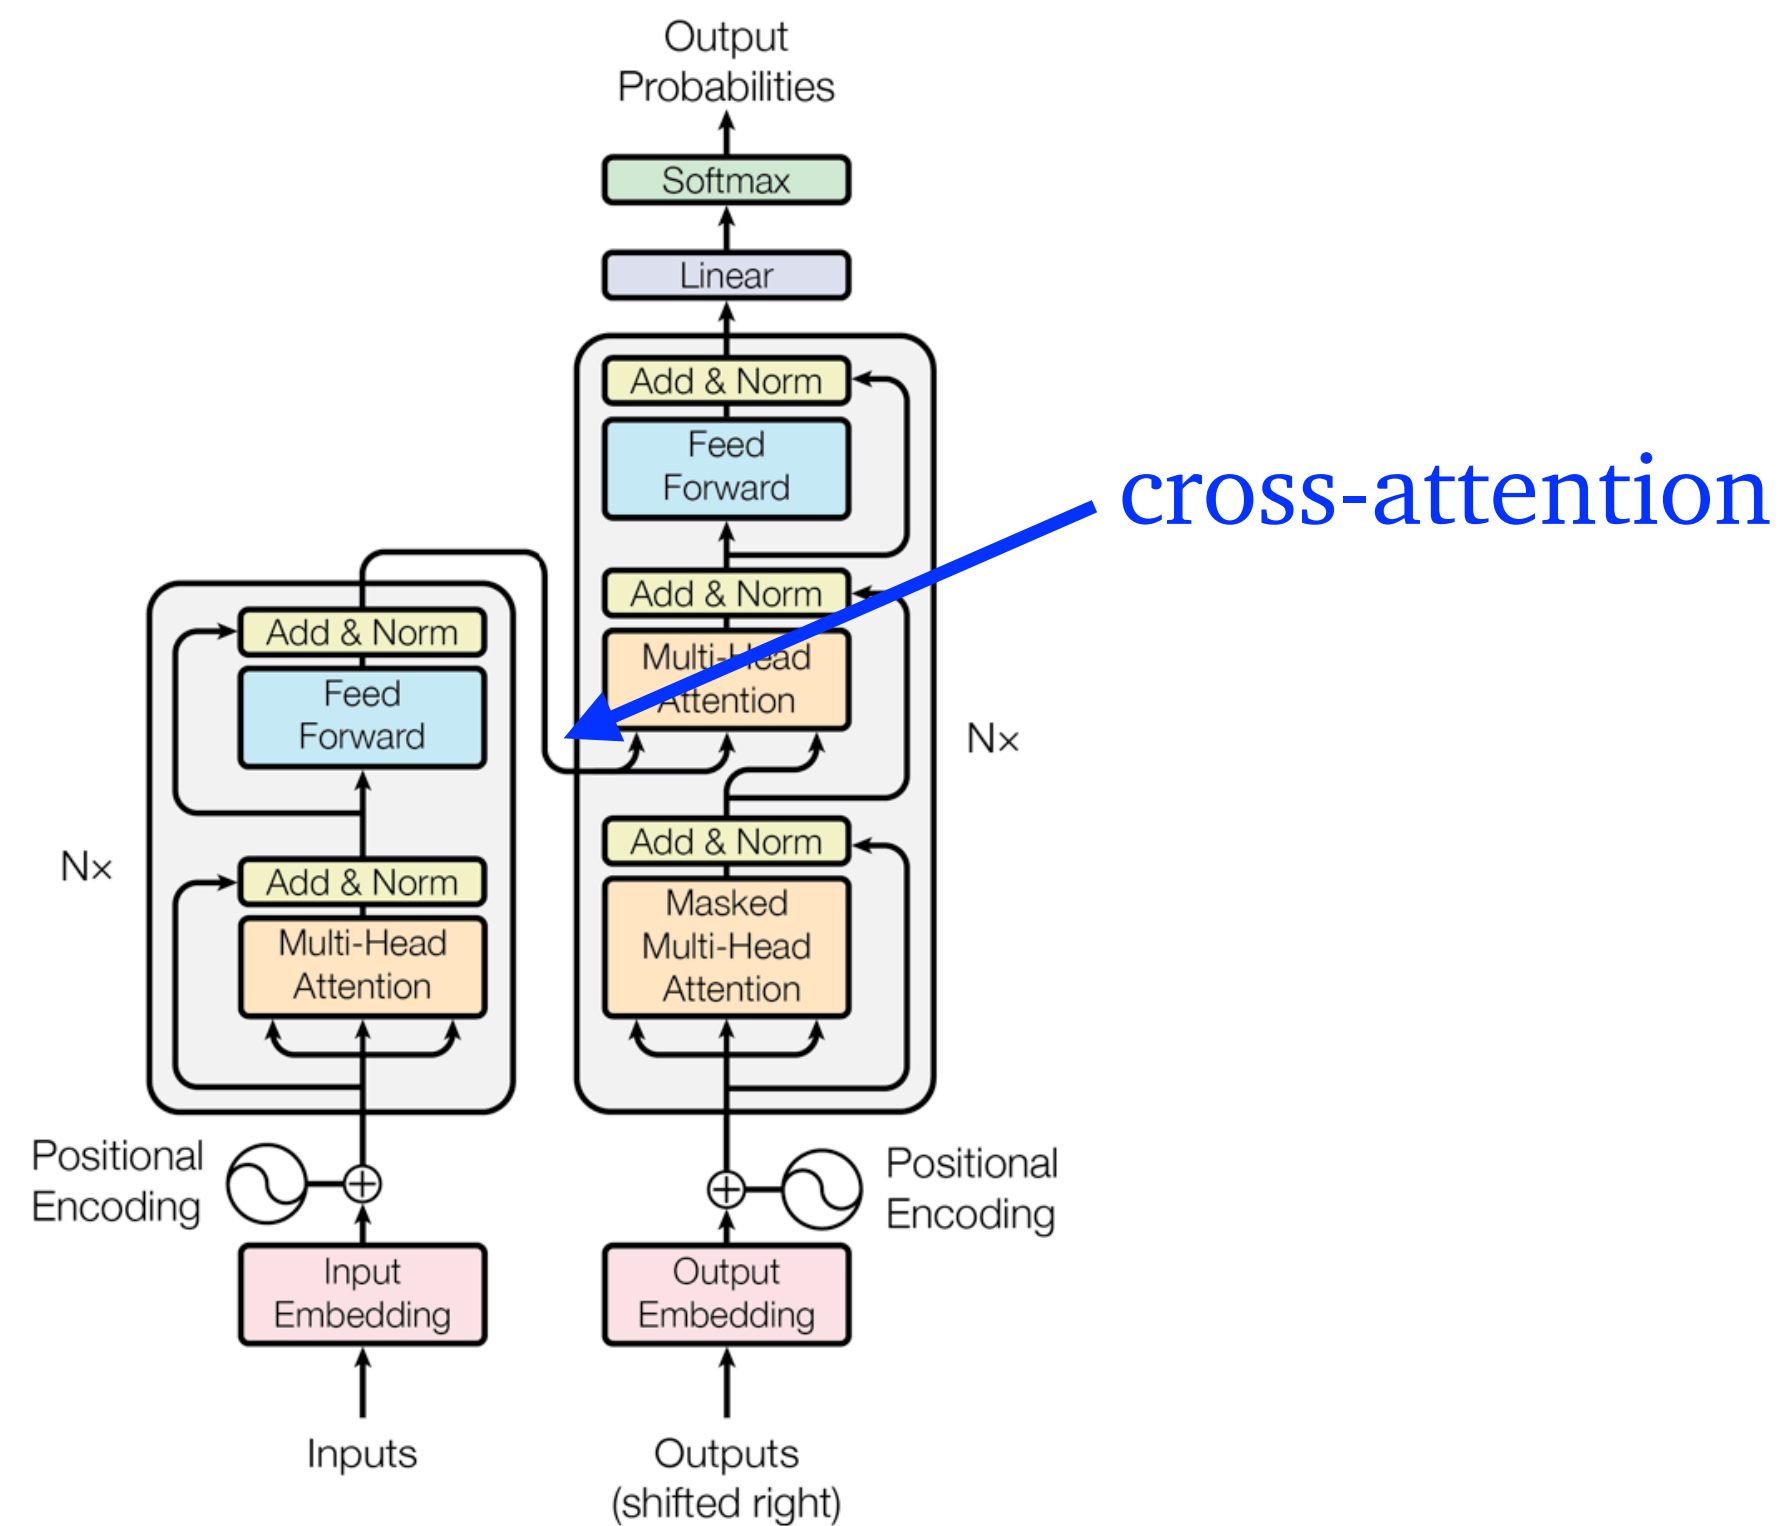 Output
Probabilities
Softmax
Linear
Add & Norm
Feed
Forward
cross-attention
Add & Norm
Multi-Head
Attention
Nx
Add & Norm
Masked
Multi-Head
Attention
Add & Norm
Feed
Forward
Nx
Add & Norm
Multi-Head
Attention
Positional
Encoding
Positional
Encoding
Input
Embedding
Output
Embedding
Inputs
Outputs
(shifted right)